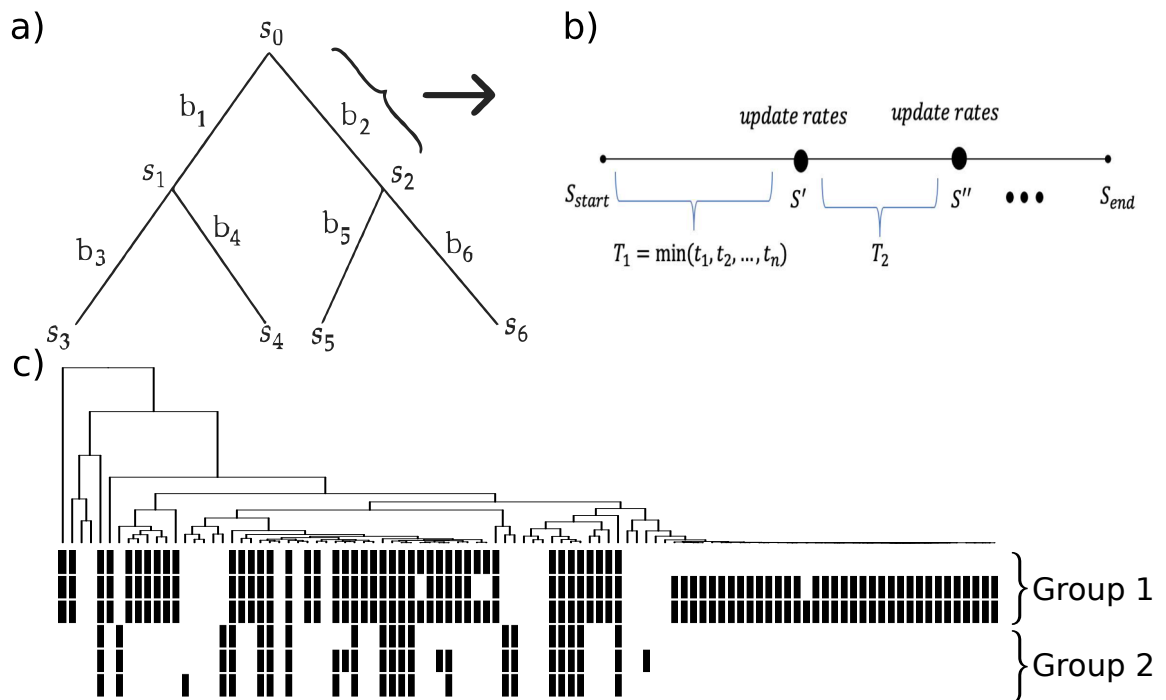 a)
s0
b1
b2
s1
s2
b3
b4
b5
b6
s3
s4
s5
s6
b)
update rates
update rates
Sstart
S′
S″
•••
Send
T1 = min(t1, t2, ..., tn)
T2
c)
Group 1
Group 2